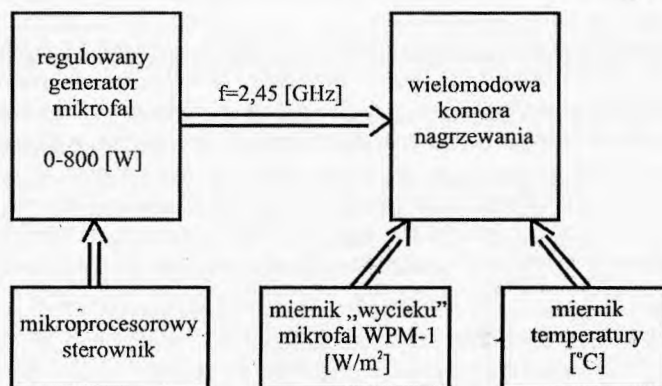 regulowany
generator
mikrofal
0-800 [W]
f=2,45 [GHz]
wielomodowa
komora
nagrzewania
mikroprocesorowy
sterownik
miernik „wycieku”
mikrofal WPM-1
[W/m²]
miernik
temperatury
[°C]